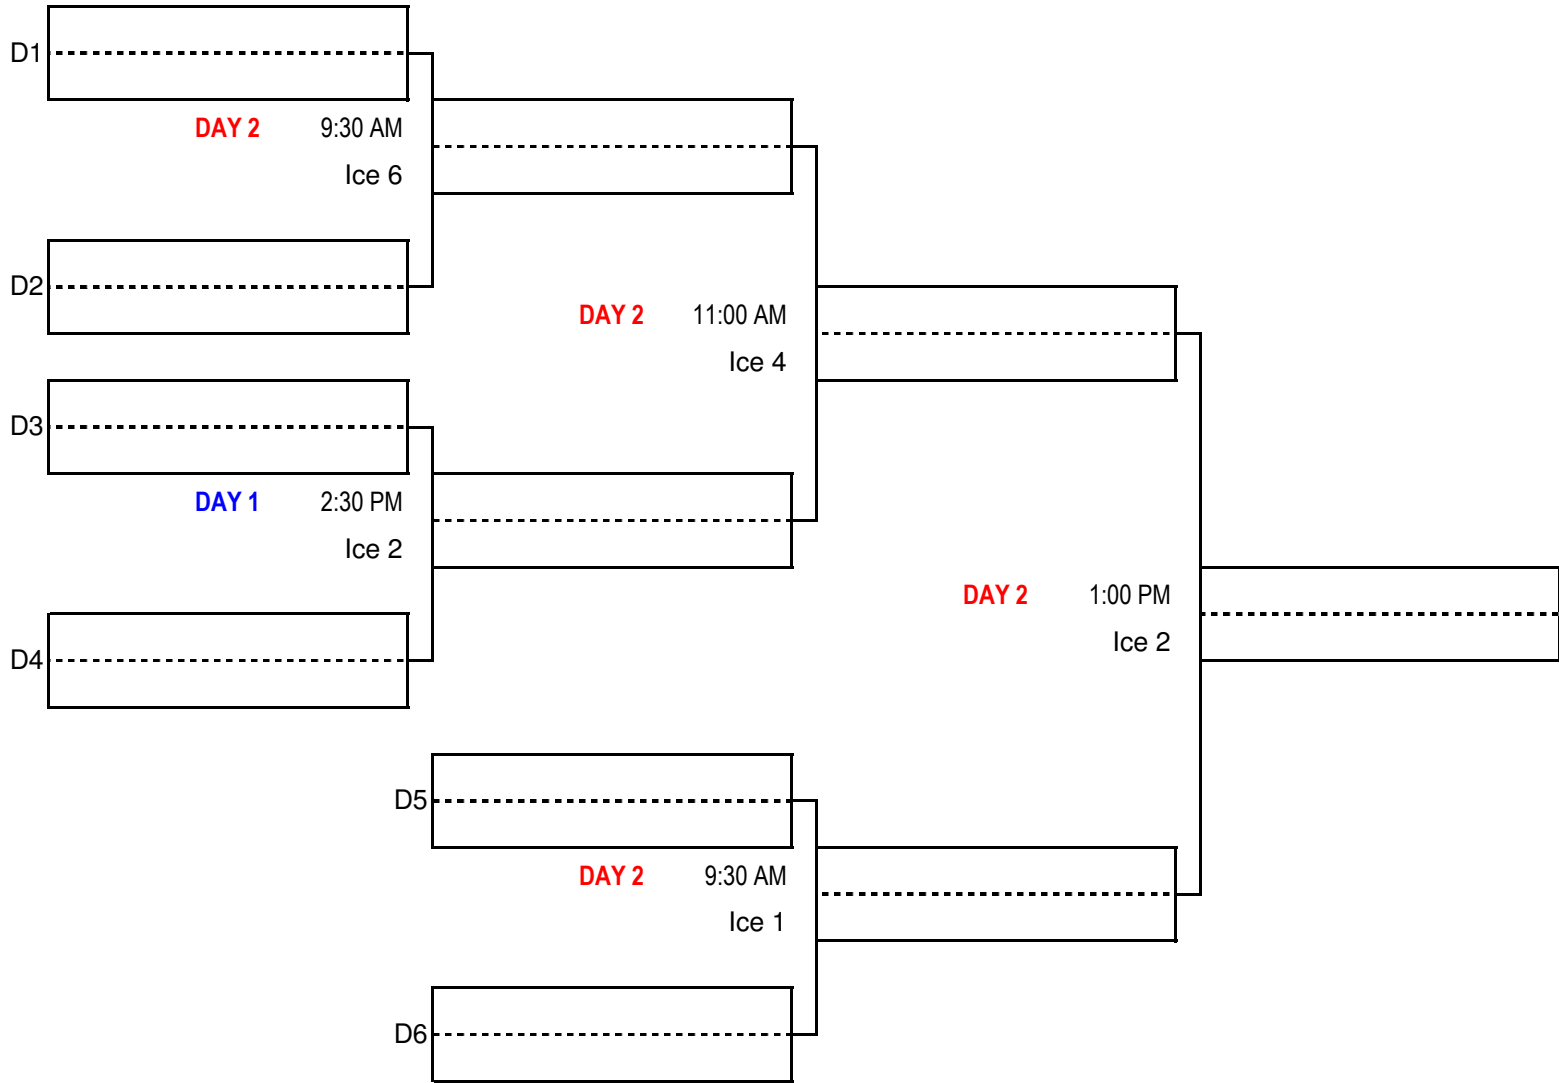 D1
DAY 2 9:30 AM
Ice 6
D2
DAY 2 11:00 AM
Ice 4
D3
DAY 1 2:30 PM
Ice 2
DAY 2 1:00 PM
Ice 2
D4
D5
DAY 2 9:30 AM
Ice 1
D6